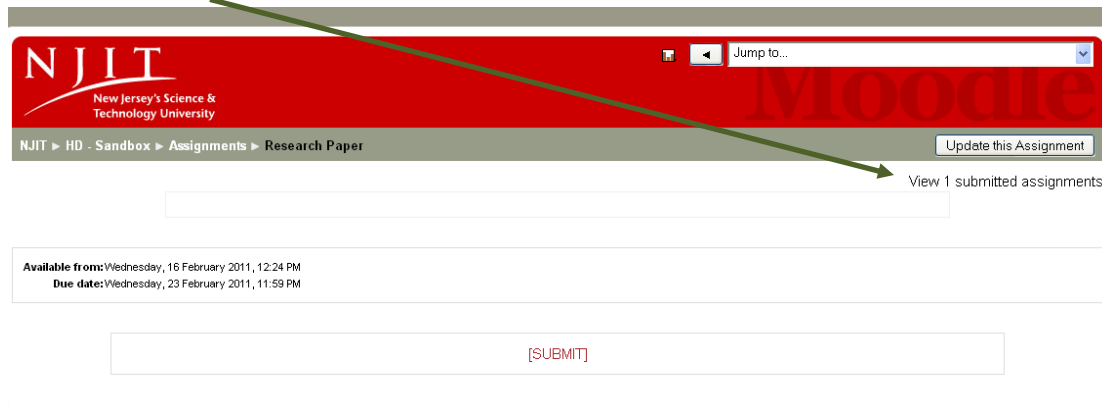 NJIT
New Jersey's Science &
Technology University
Jump to...
Moodle
NJIT ► HD - Sandbox ► Assignments ► Research Paper
Update this Assignment
View 1 submitted assignments
Available from: Wednesday, 16 February 2011, 12:24 PM
Due date: Wednesday, 23 February 2011, 11:59 PM
[SUBMIT]